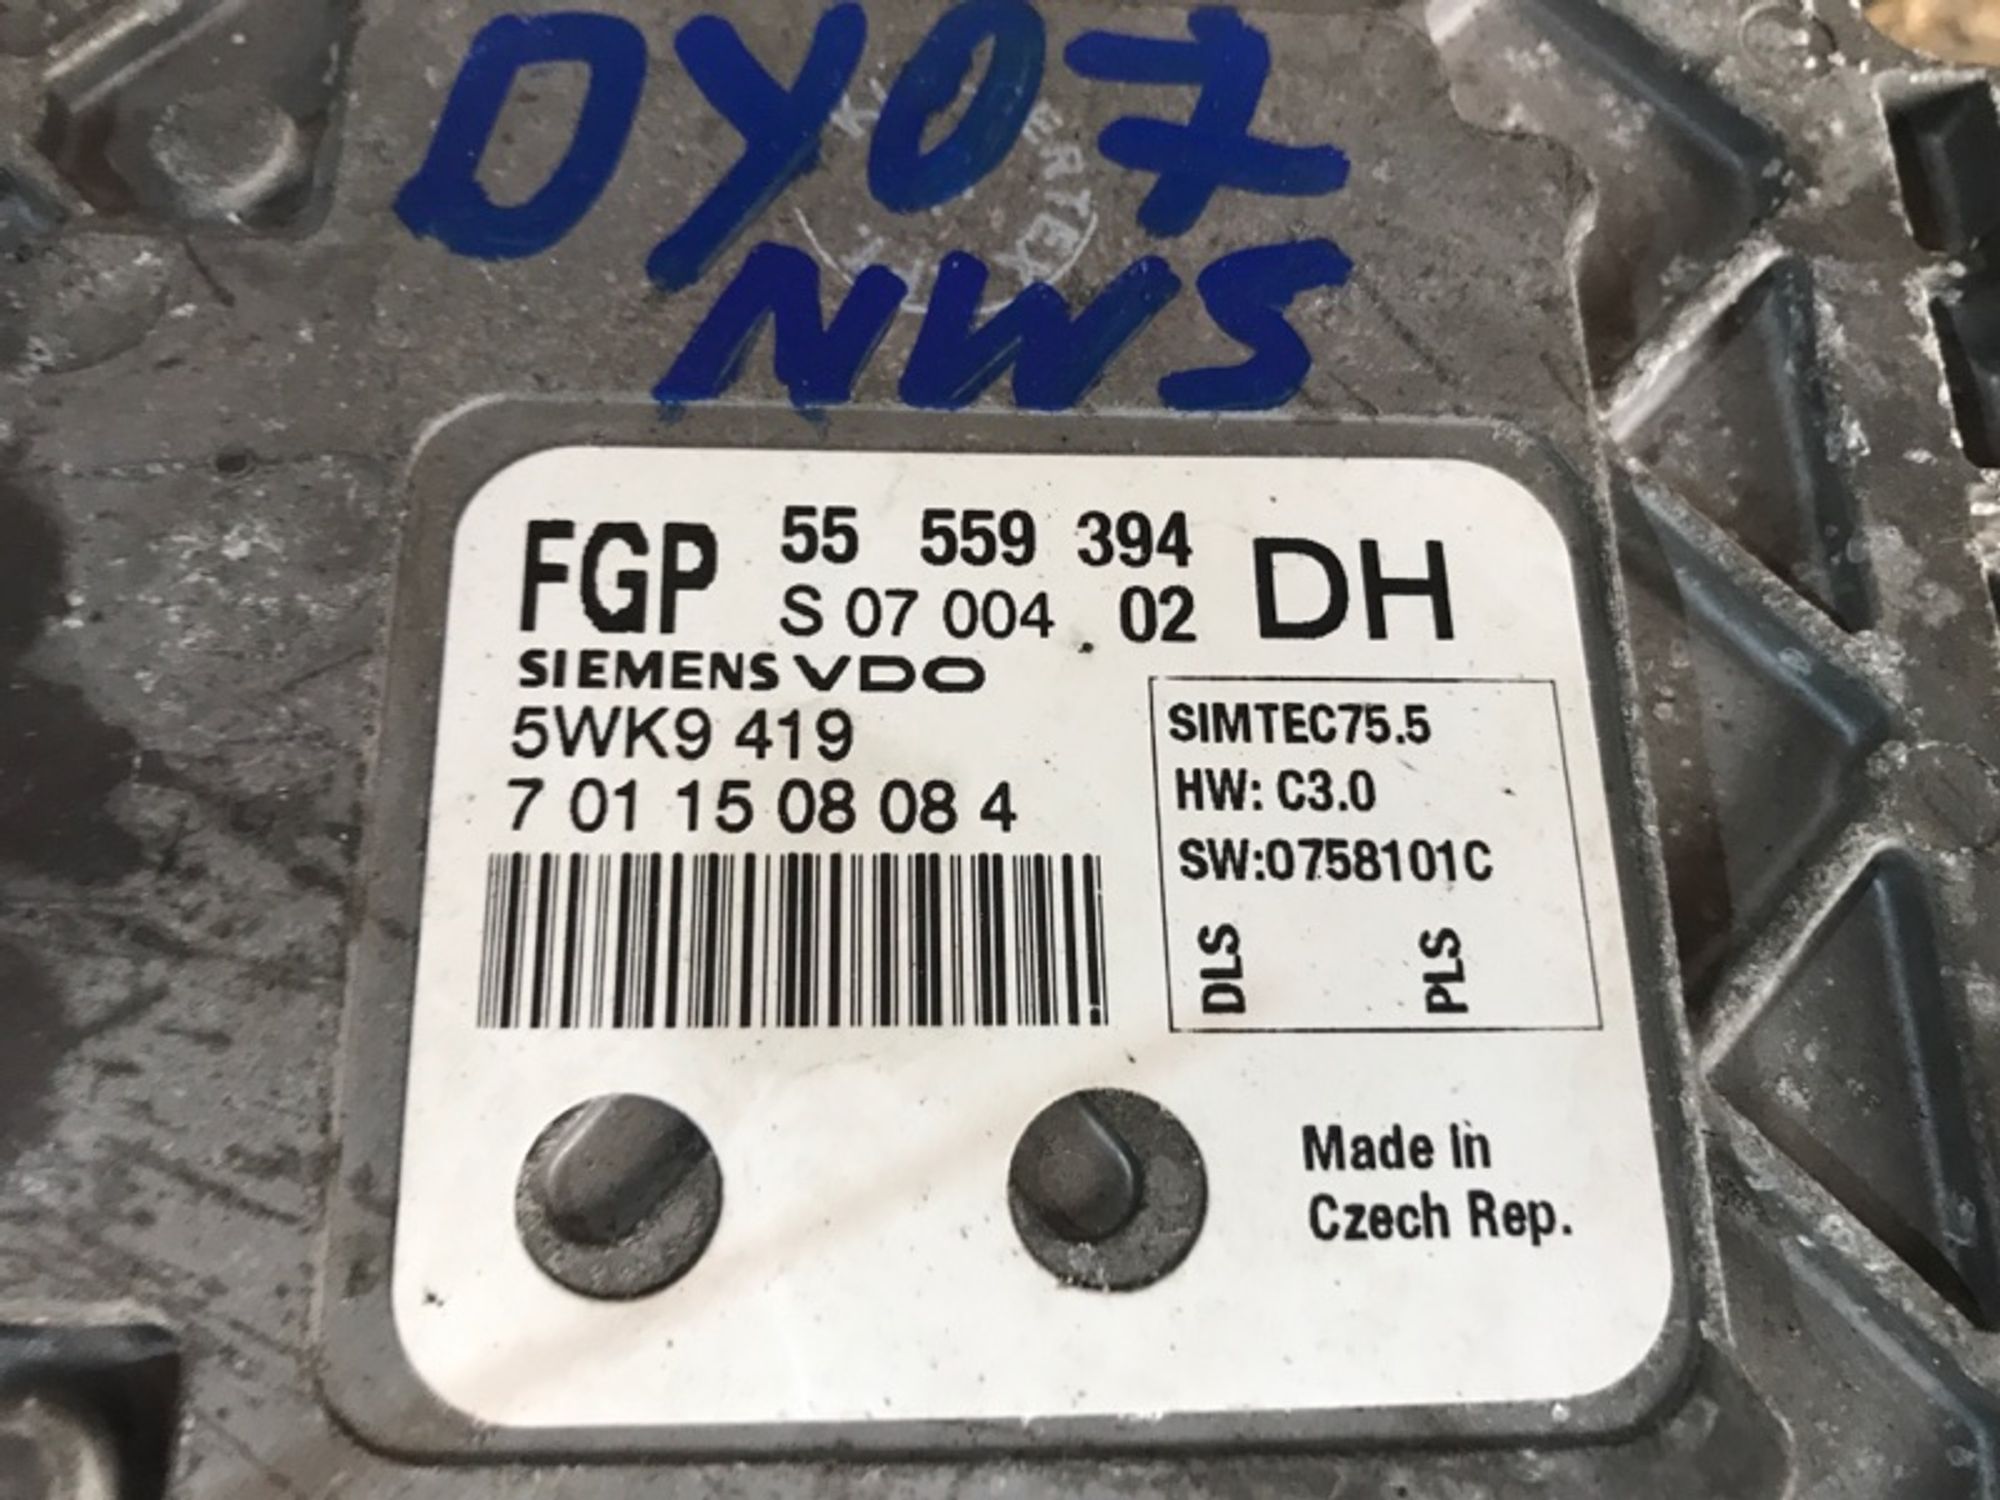 DY07
NWS
FGP 55 559 394 DH
S 07 004 02
SIEMENS VDO
5WK9 419
7 01 15 08 08 4
SIMTEC75.5
HW: C3.0
SW:0758101C
DLS PLS
Made In
Czech Rep.